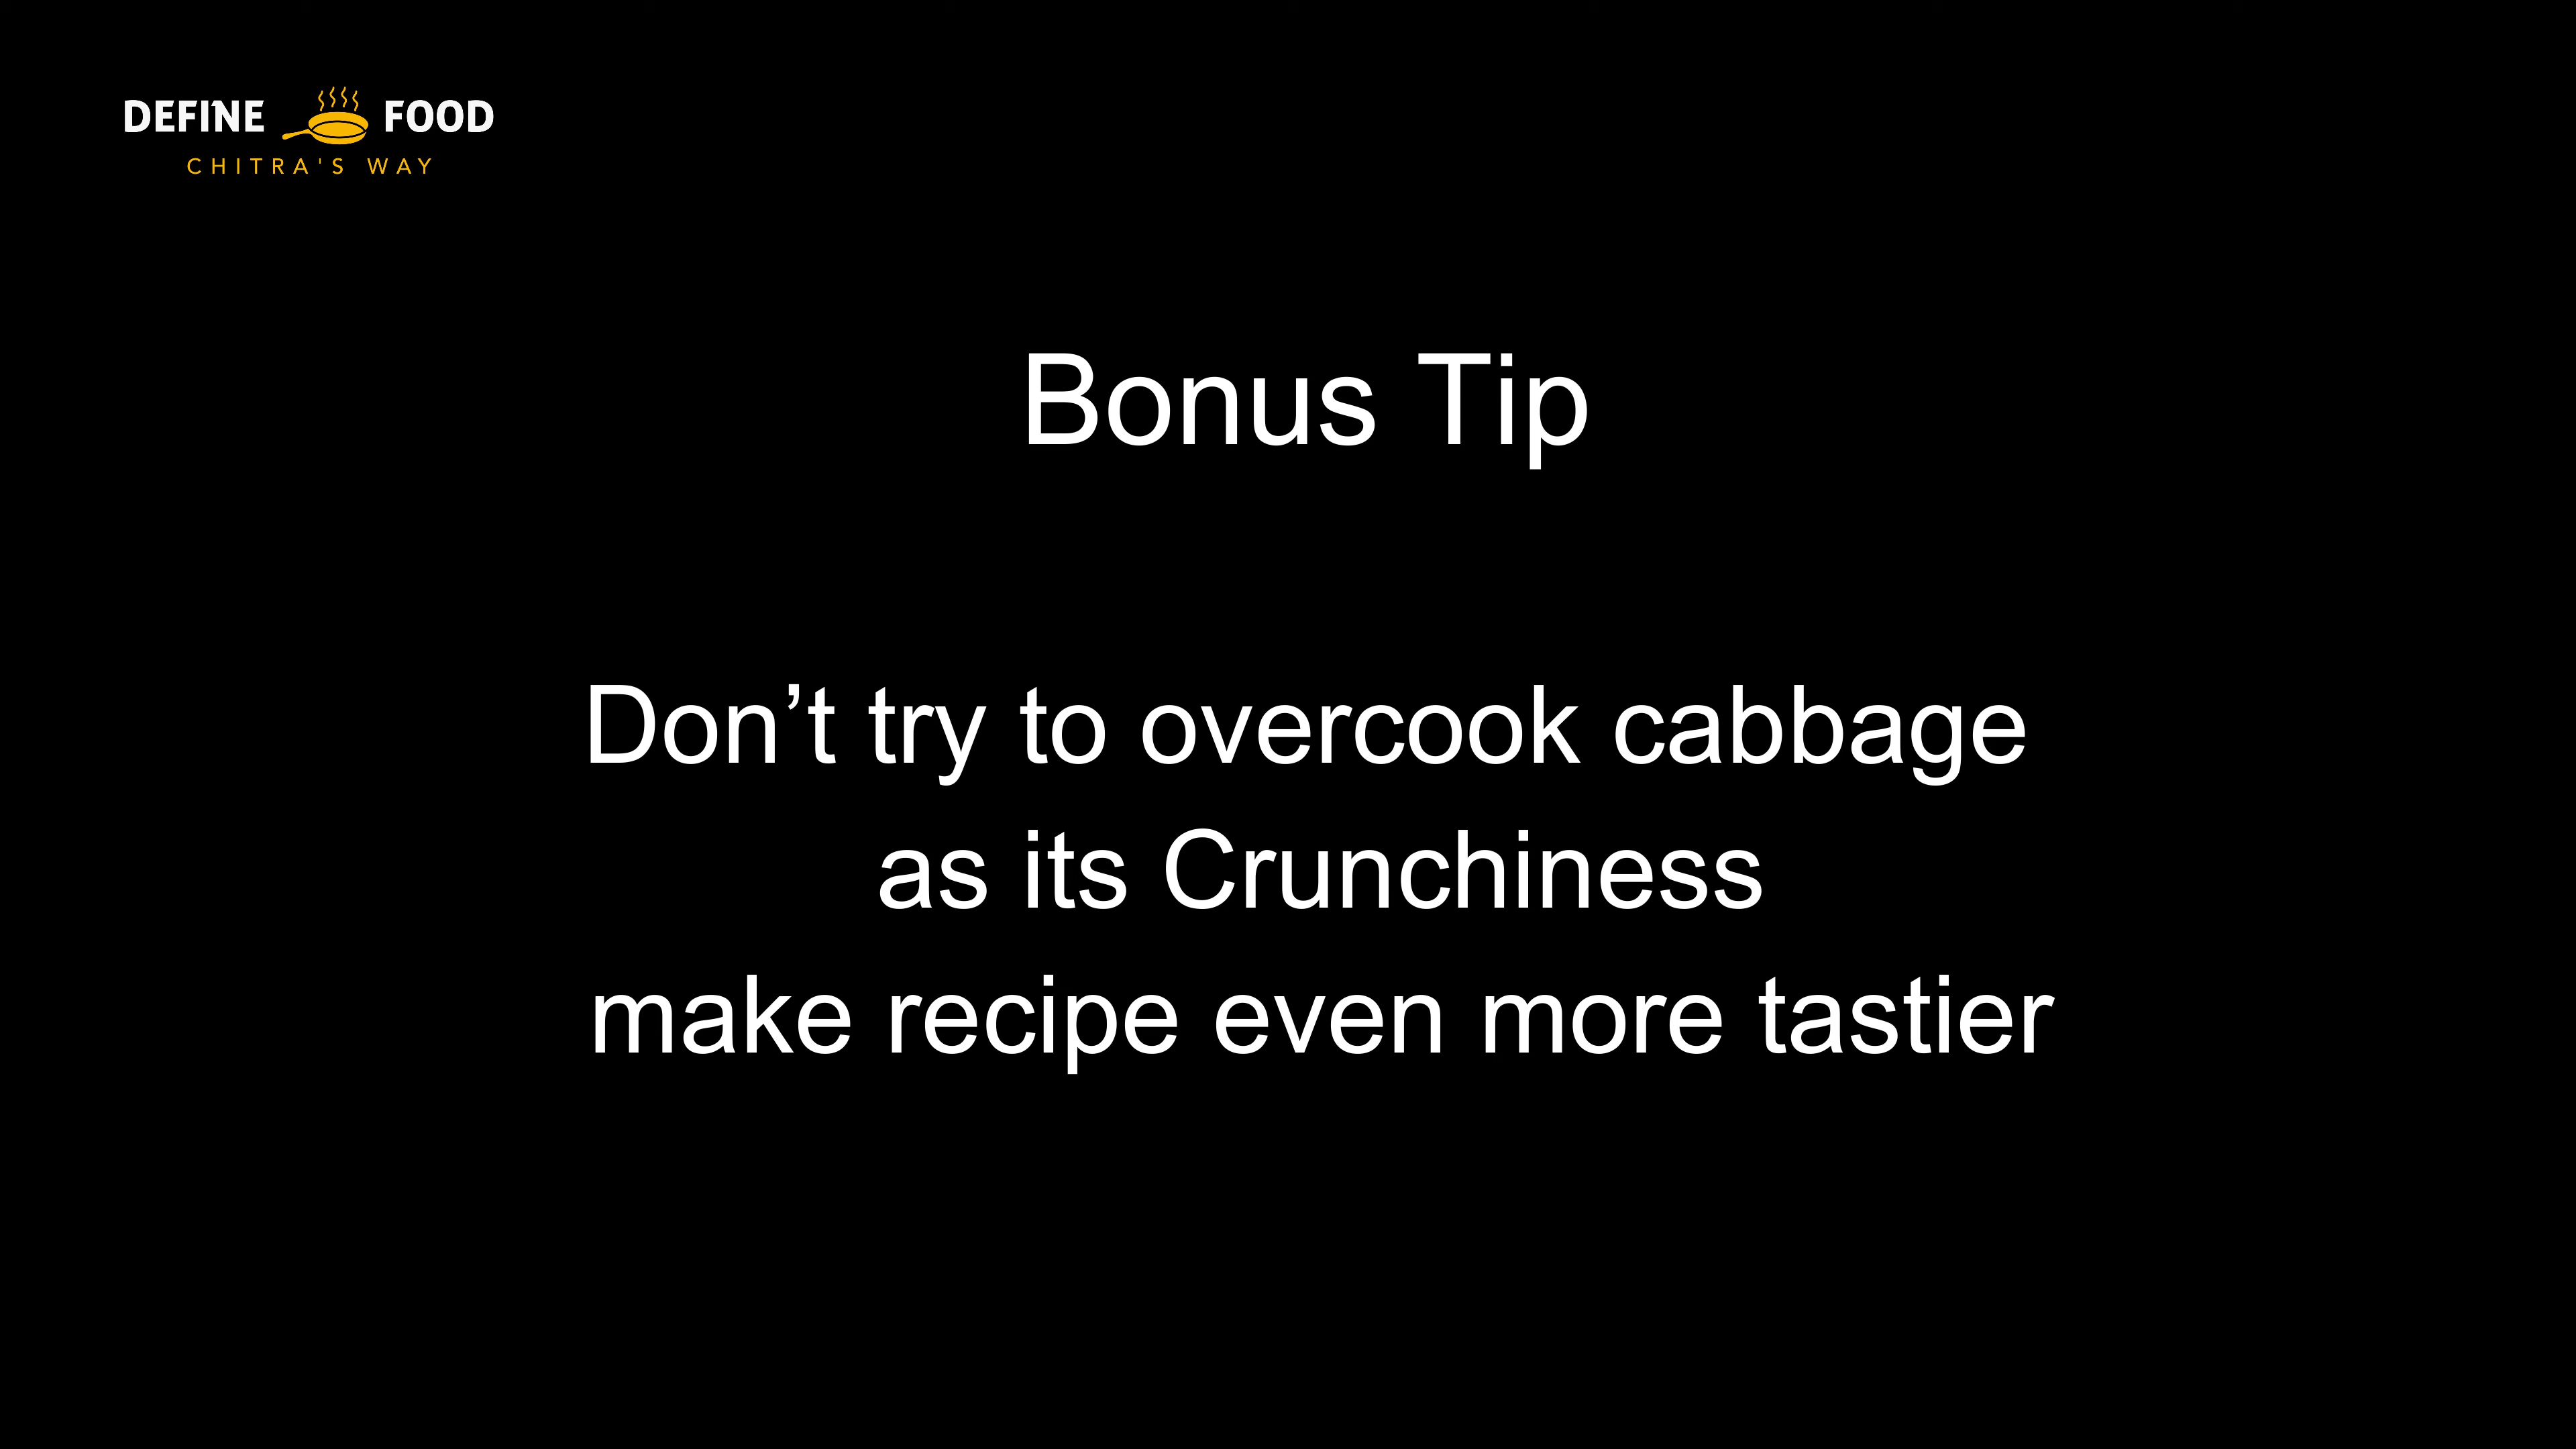 DEFINE FOOD
CHITRA'S WAY
Bonus Tip
Don’t try to overcook cabbage
as its Crunchiness
make recipe even more tastier